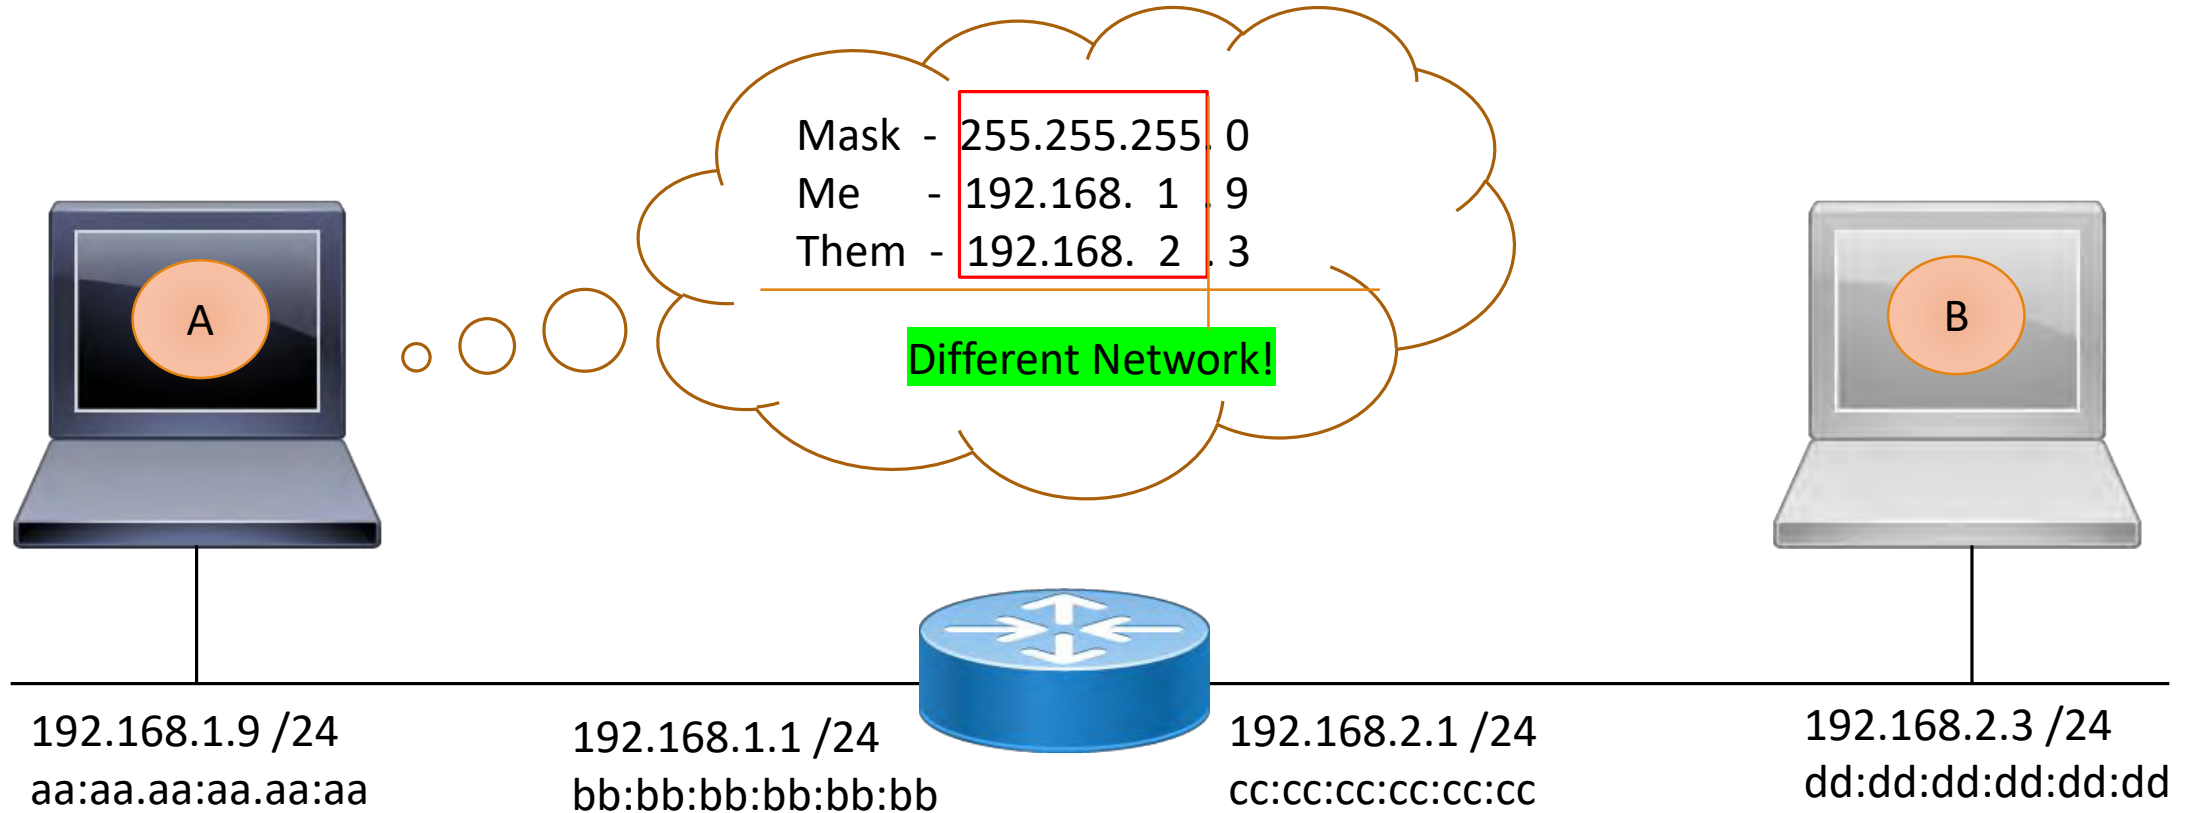 Mask - 255.255.255. 0
Me - 192.168. 1 . 9
Them - 192.168. 2 . 3
Different Network!
A
B
192.168.1.9 /24
aa:aa.aa:aa.aa:aa
192.168.1.1 /24
bb:bb:bb:bb:bb:bb
192.168.2.1 /24
cc:cc:cc:cc:cc:cc
192.168.2.3 /24
dd:dd:dd:dd:dd:dd